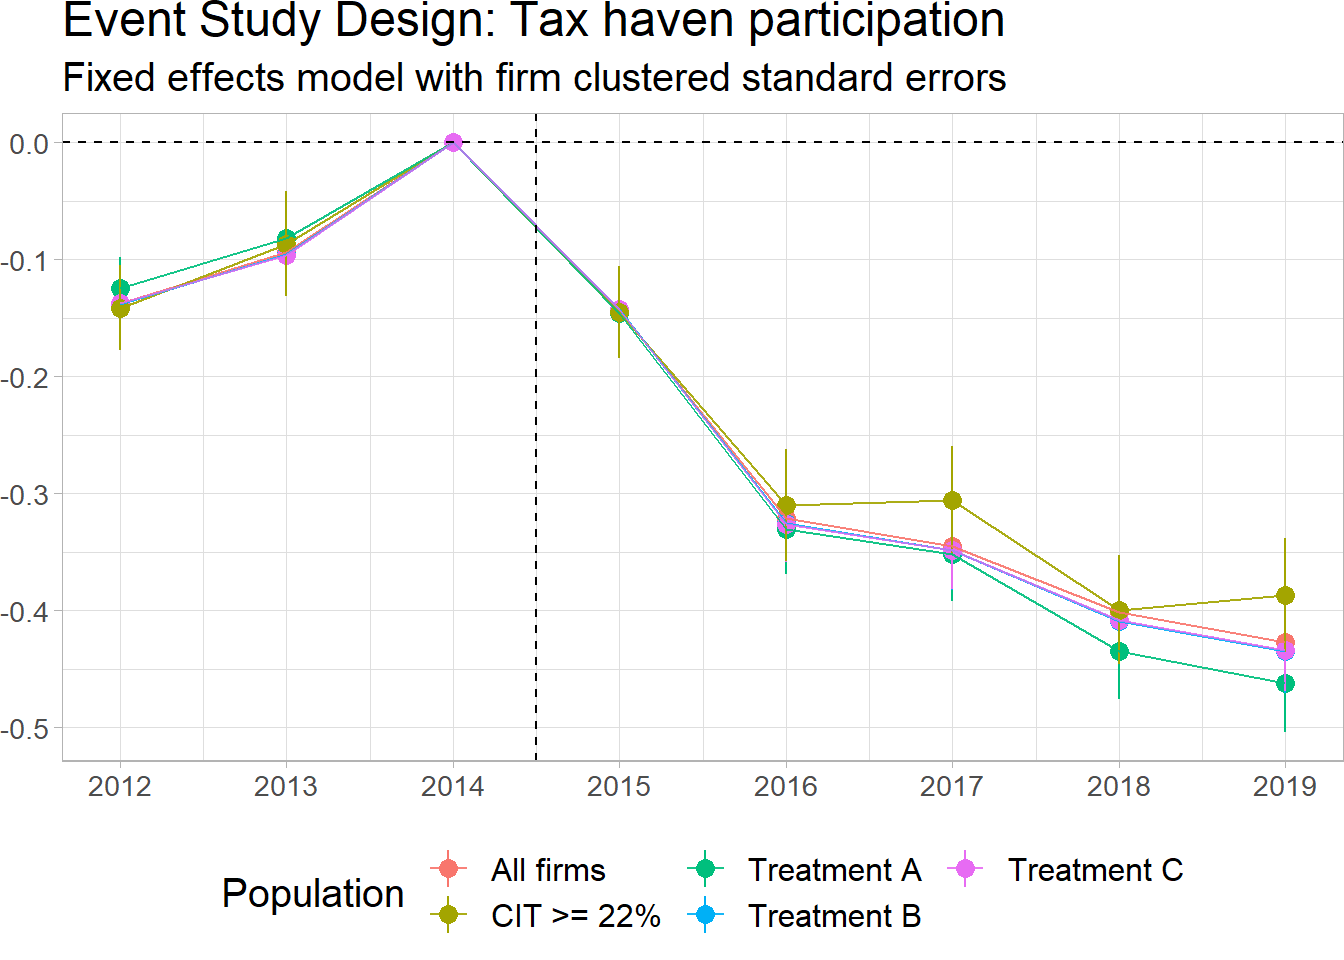 Event Study Design: Tax haven participation
Fixed effects model with firm clustered standard errors
0.0
-0.1
-0.2
-0.3
-0.4
-0.5
2012 2013 2014 2015 2016 2017 2018 2019
Population
All firms Treatment A Treatment C
CIT >= 22% Treatment B